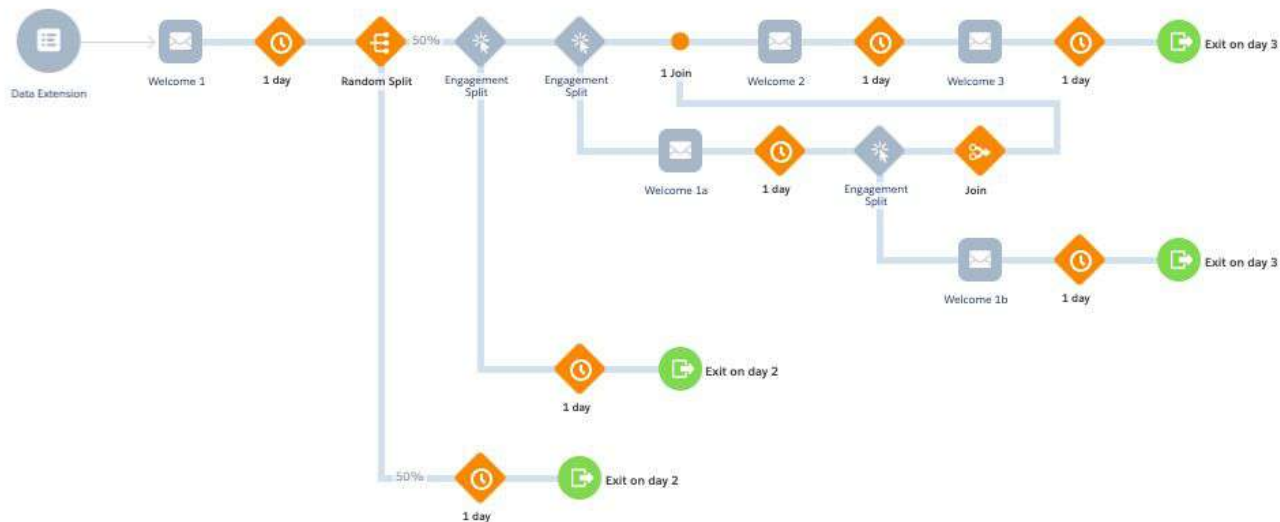 50%
Exit on day 3
Data Extension
Welcome 1
1 day
Random Split
Engagement
Split
Engagement
Split
1 Join
Welcome 2
1 day
Welcome 3
1 day
Welcome 1a
1 day
Engagement
Split
Join
Exit on day 3
Welcome 1b
1 day
Exit on day 2
1 day
50%
Exit on day 2
1 day